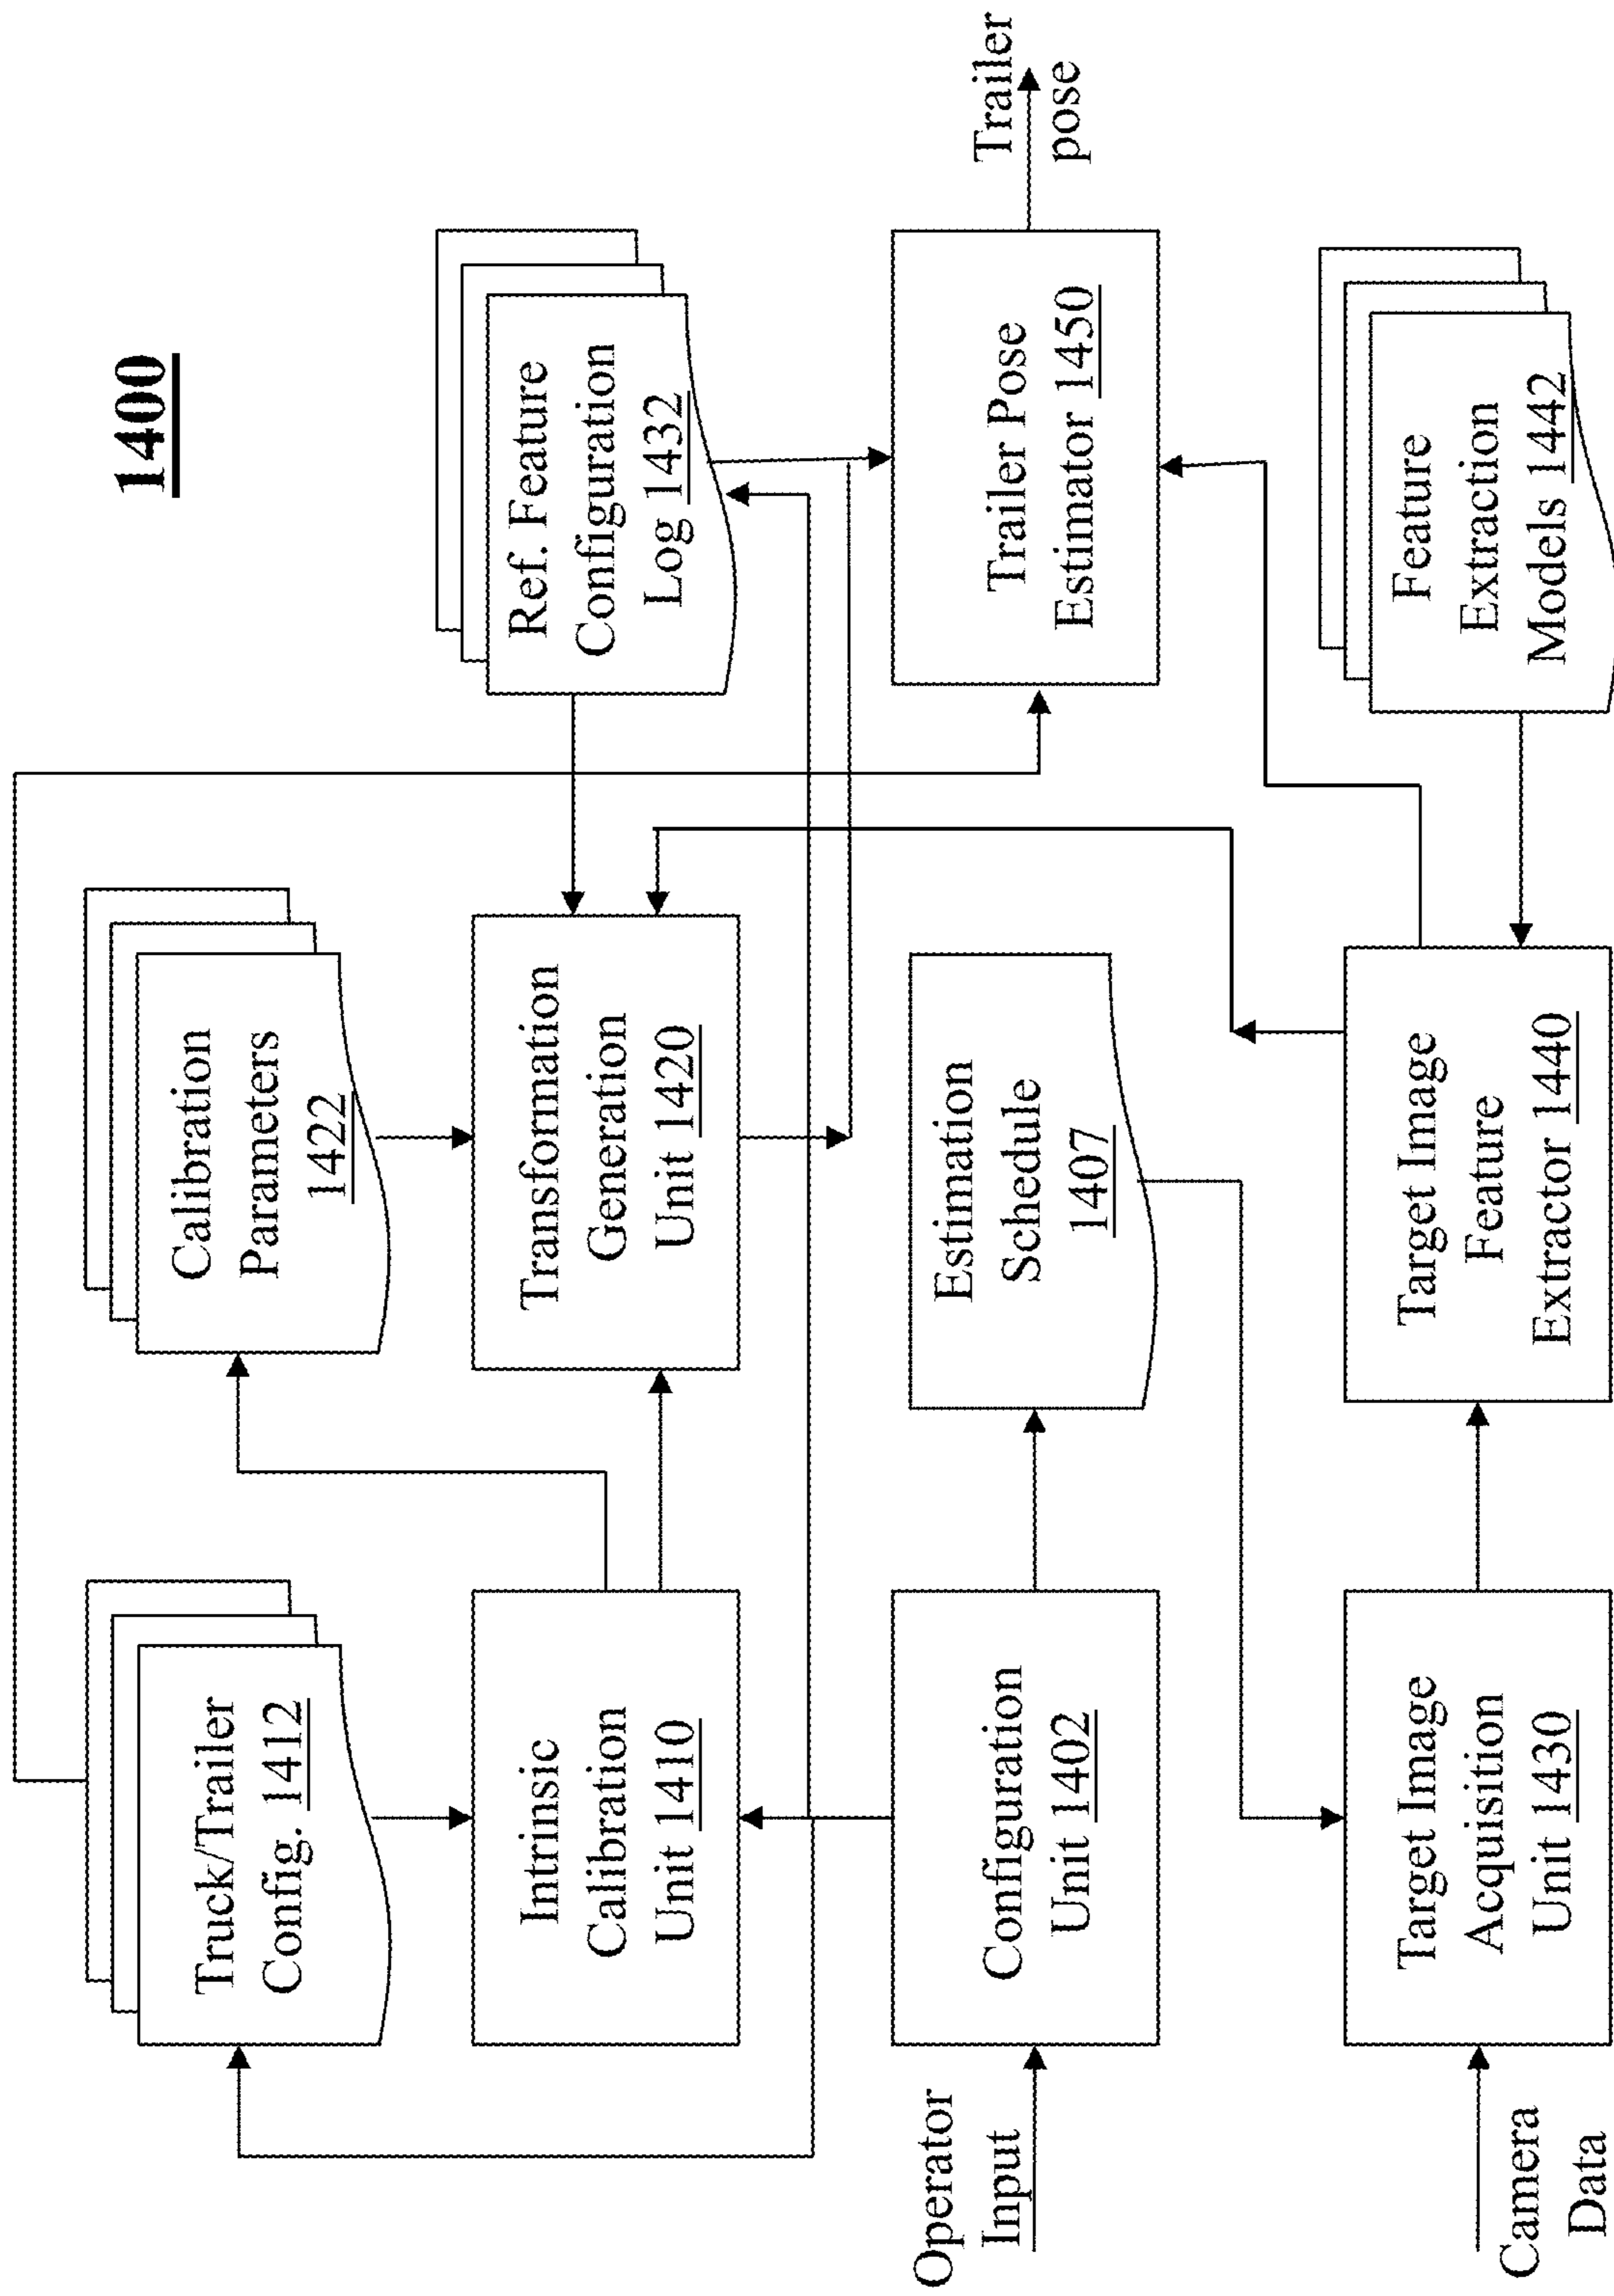 1400
Truck/Trailer
Config. 1412
Calibration
Parameters
1422
Ref. Feature
Configuration
Log 1432
Intrinsic
Calibration
Unit 1410
Transformation
Generation
Unit 1420
Operator
Input
Configuration
Unit 1402
Estimation
Schedule
1407
Trailer Pose
Estimator 1450
Trailer
pose
Camera
Data
Target Image
Acquisition
Unit 1430
Target Image
Feature
Extractor 1440
Feature
Extraction
Models 1442